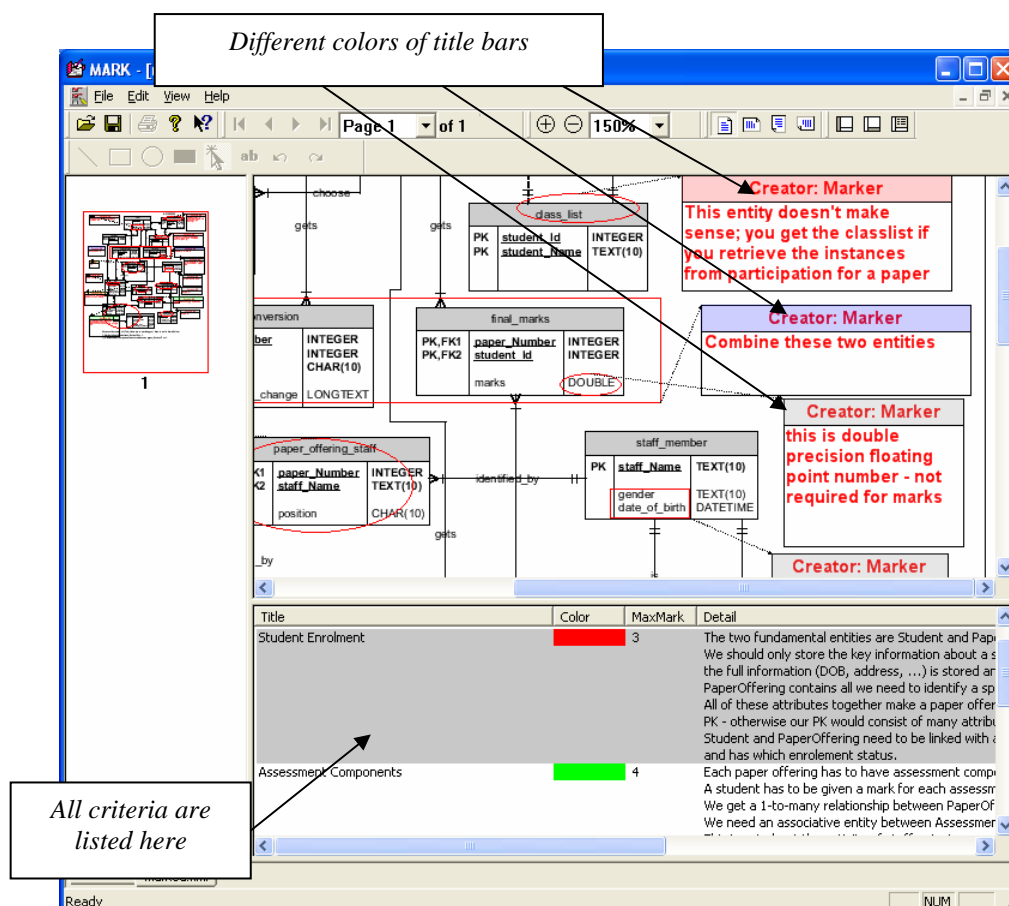 Different colors of title bars
MARK - [
File Edit View Help
Page 1 of 1 150%
ab
choose
gets
gets
class_list
PK student_Id INTEGER
PK student_Name TEXT(10)
Creator: Marker
This entity doesn't make
sense; you get the classlist if
you retrieve the instances
from participation for a paper
onversion
ber INTEGER
INTEGER
CHAR(10)
_change LONGTEXT
final_marks
PK,FK1 paper_Number INTEGER
PK,FK2 student_Id INTEGER
marks DOUBLE
Creator: Marker
Combine these two entities
Creator: Marker
this is double
precision floating
point number - not
required for marks
paper_offering_staff
K1 paper_Number INTEGER
K2 staff_Name TEXT(10)
position CHAR(10)
identified_by
staff_member
PK staff_Name TEXT(10)
gender TEXT(10)
date_of_birth DATETIME
gets
_by
is
Creator: Marker
1
Title Color MaxMark Detail
Student Enrolment 3 The two fundamental entities are Student and Pap
We should only store the key information about a s
the full information (DOB, address, ...) is stored ar
PaperOffering contains all we need to identify a sp
All of these attributes together make a paper offer
PK - otherwise our PK would consist of many attribu
Student and PaperOffering need to be linked with a
and has which enrolement status.
Assessment Components 4 Each paper offering has to have assessment comp
A student has to be given a mark for each assessm
We get a 1-to-many relationship between PaperOf
We need an associative entity between Assessmer
All criteria are
listed here
Ready NUM